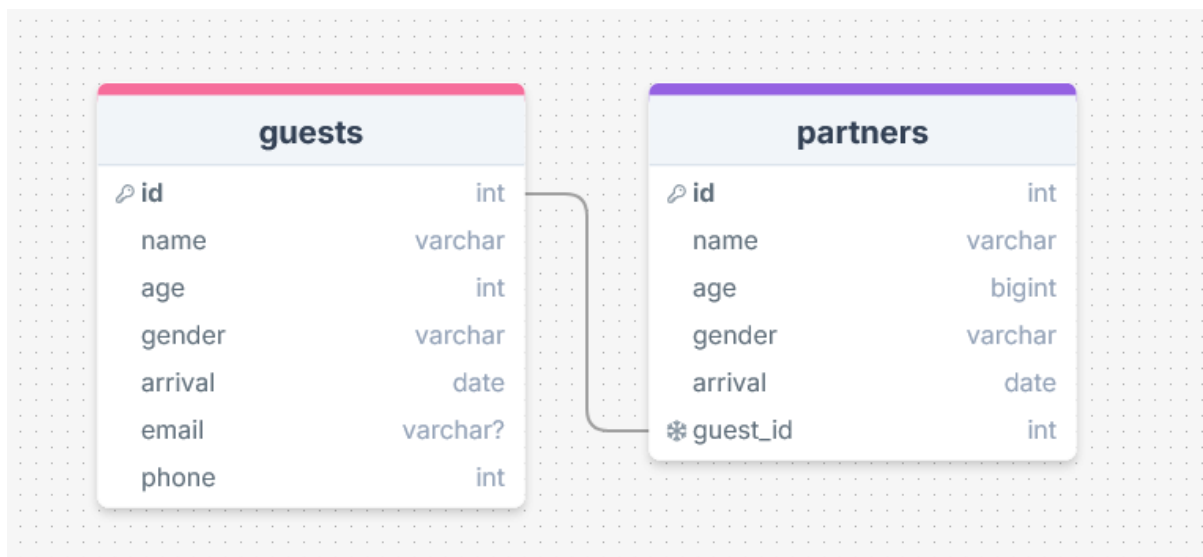 guests
id int
name varchar
age int
gender varchar
arrival date
email varchar?
phone int
partners
id int
name varchar
age bigint
gender varchar
arrival date
guest_id int